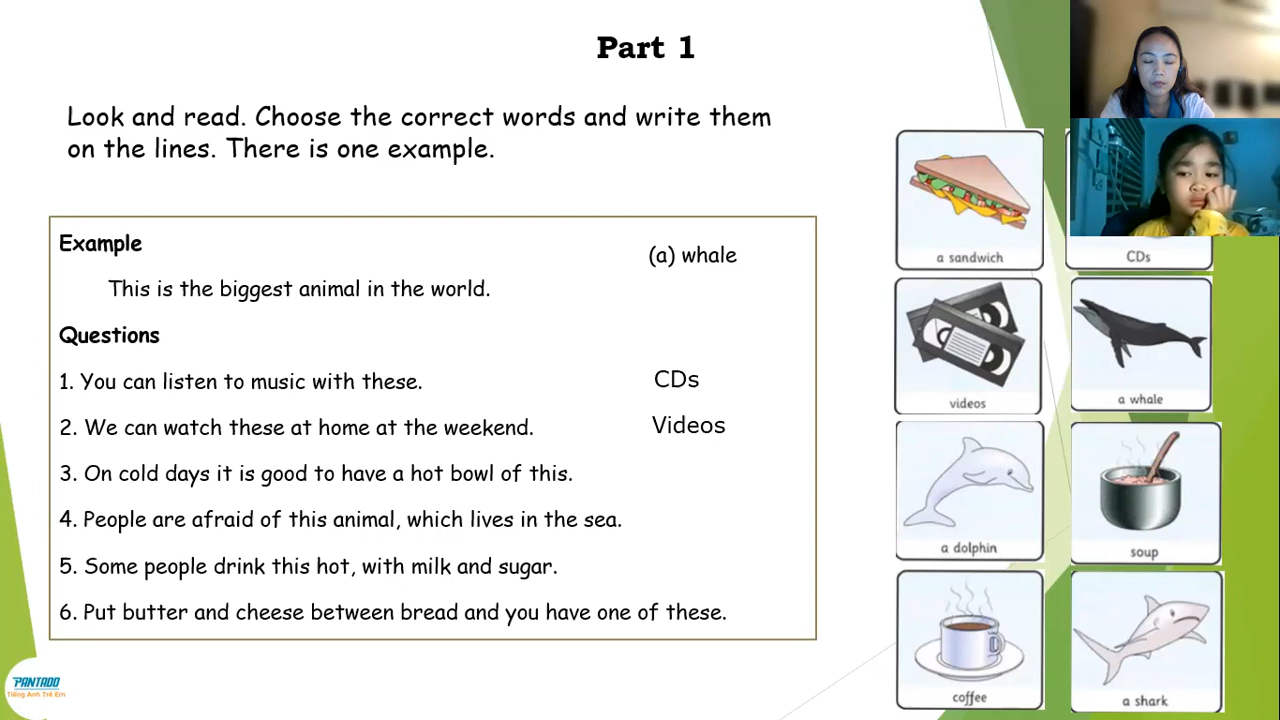 Part 1
Look and read. Choose the correct words and write them
on the lines. There is one example.
Example
(a) whale
This is the biggest animal in the world.
Questions
1. You can listen to music with these.
CDs
2. We can watch these at home at the weekend.
Videos
3. On cold days it is good to have a hot bowl of this.
4. People are afraid of this animal, which lives in the sea.
5. Some people drink this hot, with milk and sugar.
6. Put butter and cheese between bread and you have one of these.
a sandwich
CDs
videos
a whale
a dolphin
soup
coffee
a shark
PANTADO
Tiếng Anh Trẻ Em